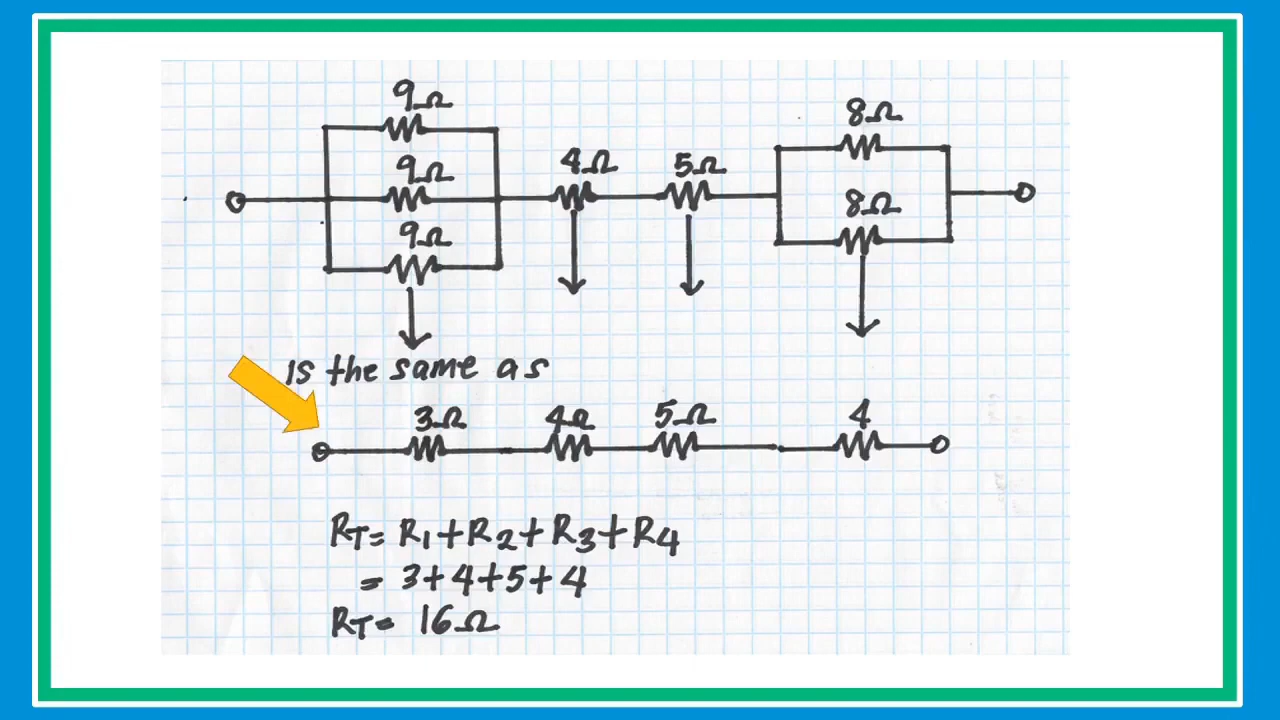 9Ω
9Ω
9Ω
4Ω
5Ω
8Ω
8Ω
is the same as
3Ω 4Ω 5Ω 4
RT= R1+R2+R3+R4
= 3+4+5+4
RT= 16Ω